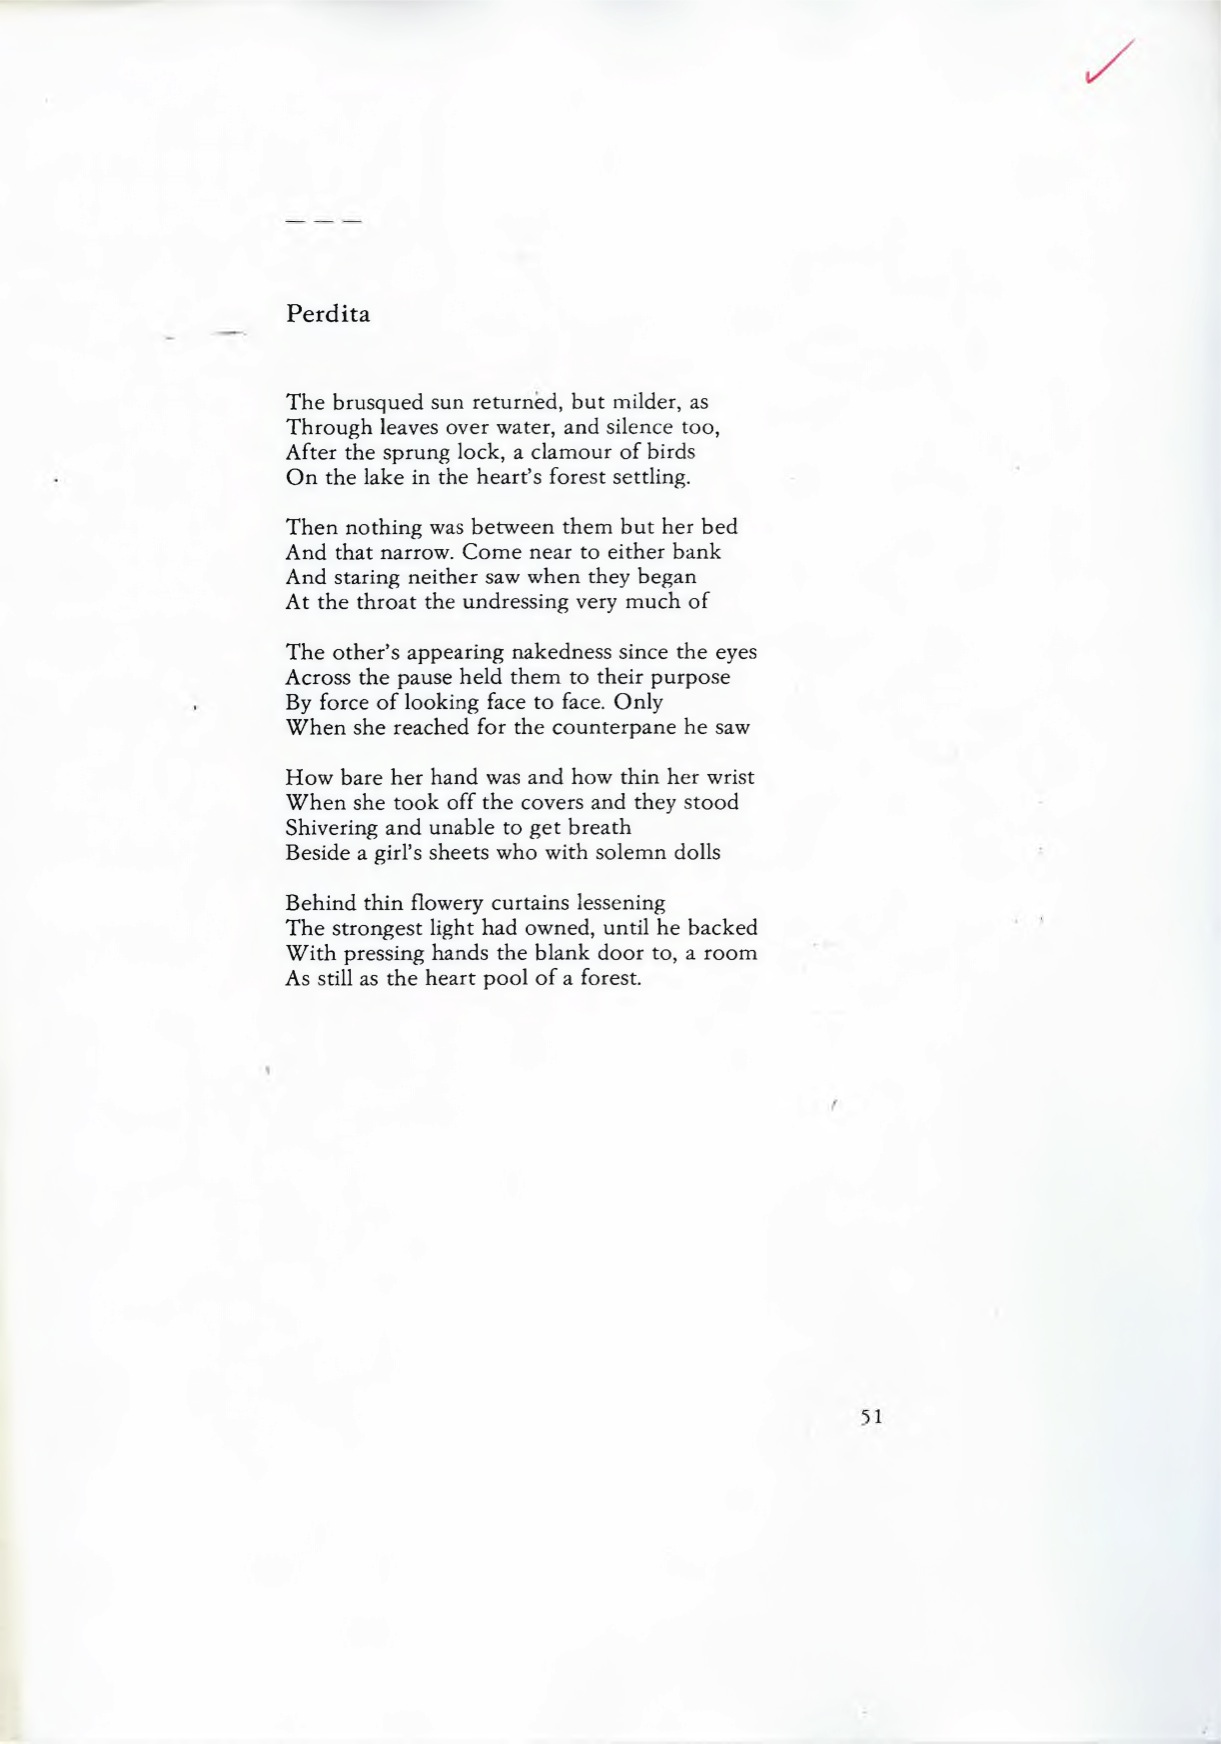 Perdita
The brusqued sun returned, but milder, as
Through leaves over water, and silence too,
After the sprung lock, a clamour of birds
On the lake in the heart's forest settling.
Then nothing was between them but her bed
And that narrow. Come near to either bank
And staring neither saw when they began
At the throat the undressing very much of
The other's appearing nakedness since the eyes
Across the pause held them to their purpose
By force of looking face to face. Only
When she reached for the counterpane he saw
How bare her hand was and how thin her wrist
When she took off the covers and they stood
Shivering and unable to get breath
Beside a girl's sheets who with solemn dolls
Behind thin flowery curtains lessening
The strongest light had owned, until he backed
With pressing hands the blank door to, a room
As still as the heart pool of a forest.
51